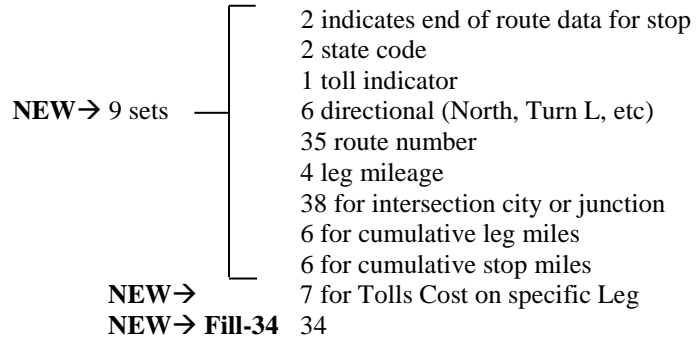 2 indicates end of route data for stop
2 state code
1 toll indicator
NEW→ 9 sets 6 directional (North, Turn L, etc)
35 route number
4 leg mileage
38 for intersection city or junction
6 for cumulative leg miles
6 for cumulative stop miles
NEW→ 7 for Tolls Cost on specific Leg
NEW→ Fill-34 34